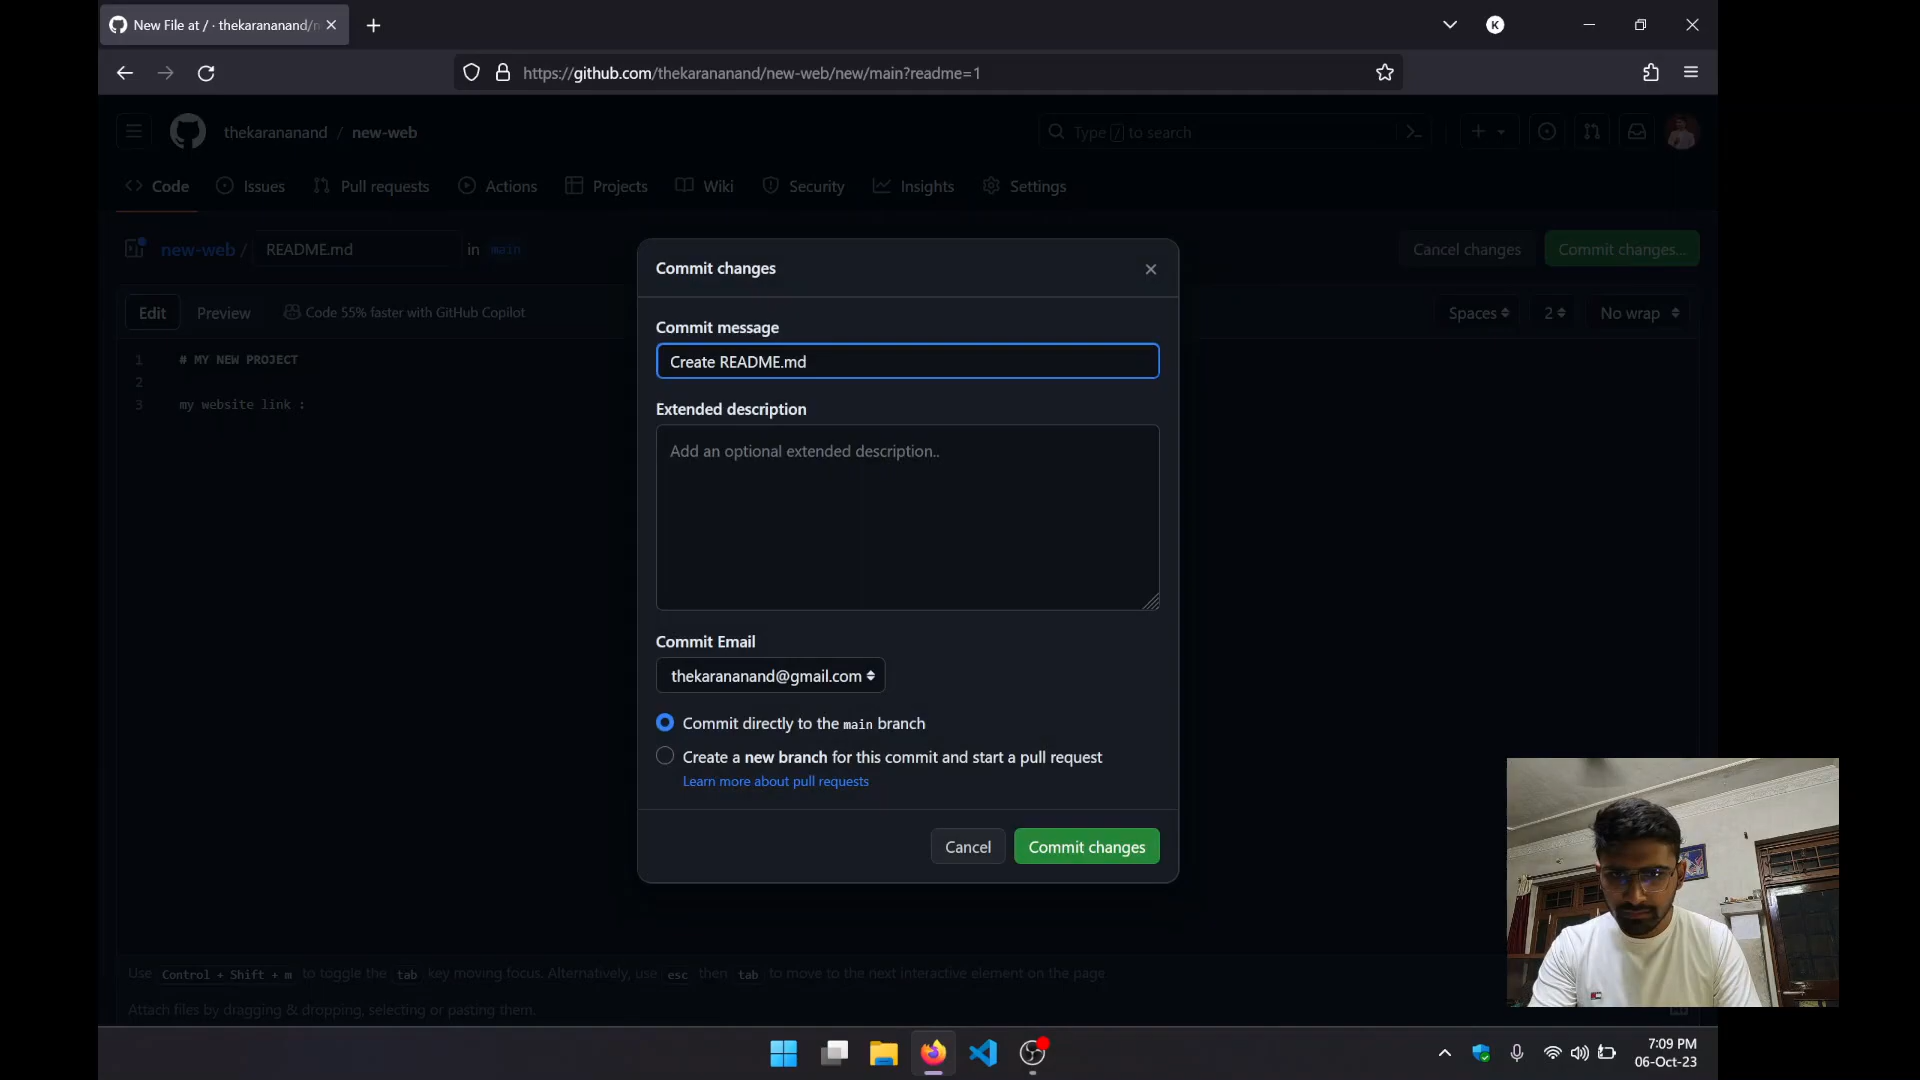 New File at / · thekarananand/n
K
https://github.com/thekarananand/new-web/new/main?readme=1
thekarananand / new-web
Type / to search
Code Issues Pull requests Actions Projects Wiki Security Insights Settings
new-web / README.md in main
Cancel changes Commit changes...
Edit Preview Code 55% faster with GitHub Copilot
Spaces 2 No wrap
1 # MY NEW PROJECT
2
3 my website link :
Commit changes
Commit message
Create README.md
Extended description
Add an optional extended description..
Commit Email
thekarananand@gmail.com
Commit directly to the main branch
Create a new branch for this commit and start a pull request
Learn more about pull requests
Cancel Commit changes
Use Control + Shift + m to toggle the tab key moving focus. Alternatively, use esc then tab to move to the next interactive element on the page
Attach files by dragging & dropping, selecting or pasting them.
7:09 PM
06-Oct-23